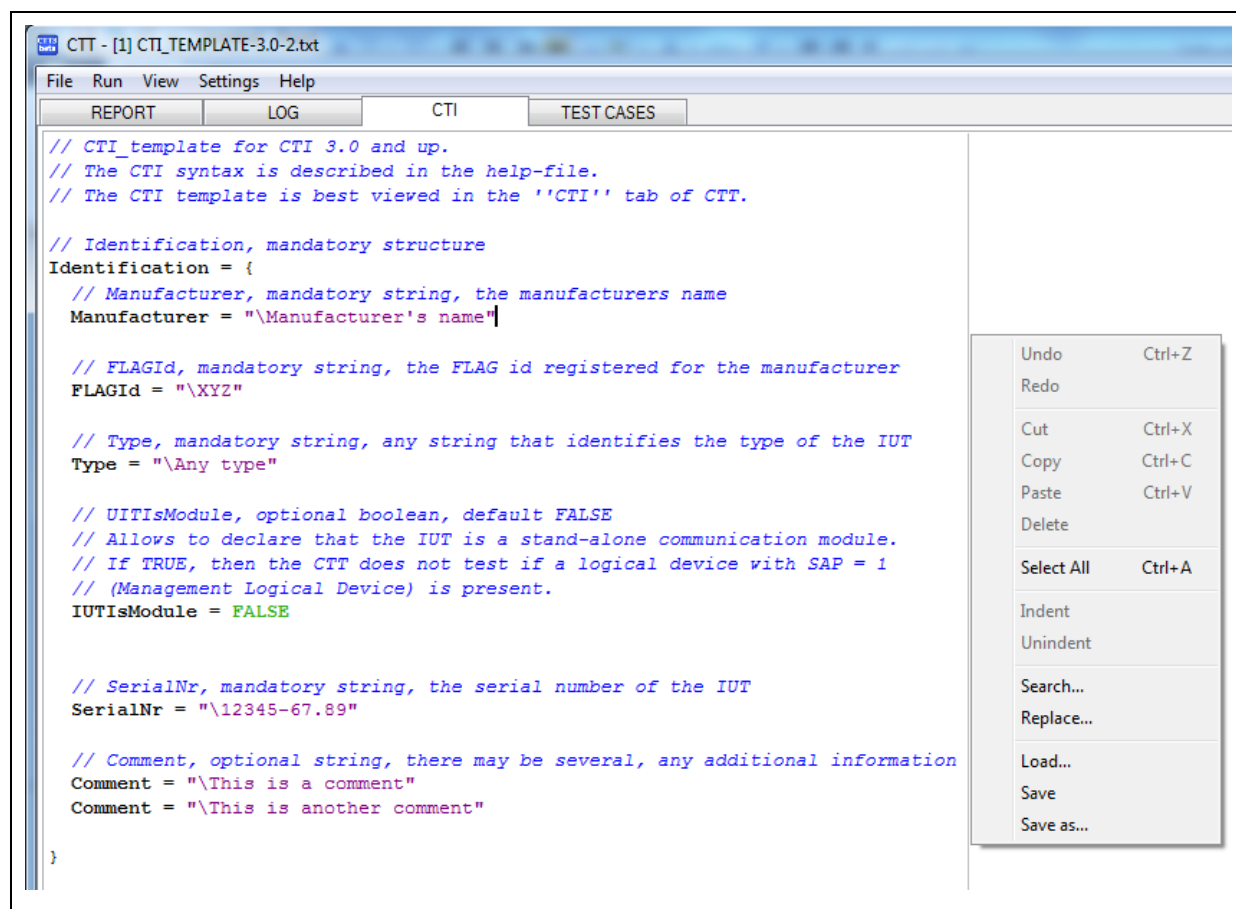 CTT - [1] CTI_TEMPLATE-3.0-2.txt
File Run View Settings Help
REPORT LOG CTI TEST CASES
// CTI_template for CTI 3.0 and up.
// The CTI syntax is described in the help-file.
// The CTI template is best viewed in the ''CTI'' tab of CTT.
// Identification, mandatory structure
Identification = {
// Manufacturer, mandatory string, the manufacturers name
Manufacturer = "\Manufacturer's name"
// FLAGId, mandatory string, the FLAG id registered for the manufacturer
FLAGId = "\XYZ"
// Type, mandatory string, any string that identifies the type of the IUT
Type = "\Any type"
// UITIsModule, optional boolean, default FALSE
// Allows to declare that the IUT is a stand-alone communication module.
// If TRUE, then the CTT does not test if a logical device with SAP = 1
// (Management Logical Device) is present.
IUTIsModule = FALSE
// SerialNr, mandatory string, the serial number of the IUT
SerialNr = "\12345-67.89"
// Comment, optional string, there may be several, any additional information
Comment = "\This is a comment"
Comment = "\This is another comment"
}
Undo Ctrl+Z
Redo
Cut Ctrl+X
Copy Ctrl+C
Paste Ctrl+V
Delete
Select All Ctrl+A
Indent
Unindent
Search...
Replace...
Load...
Save
Save as...